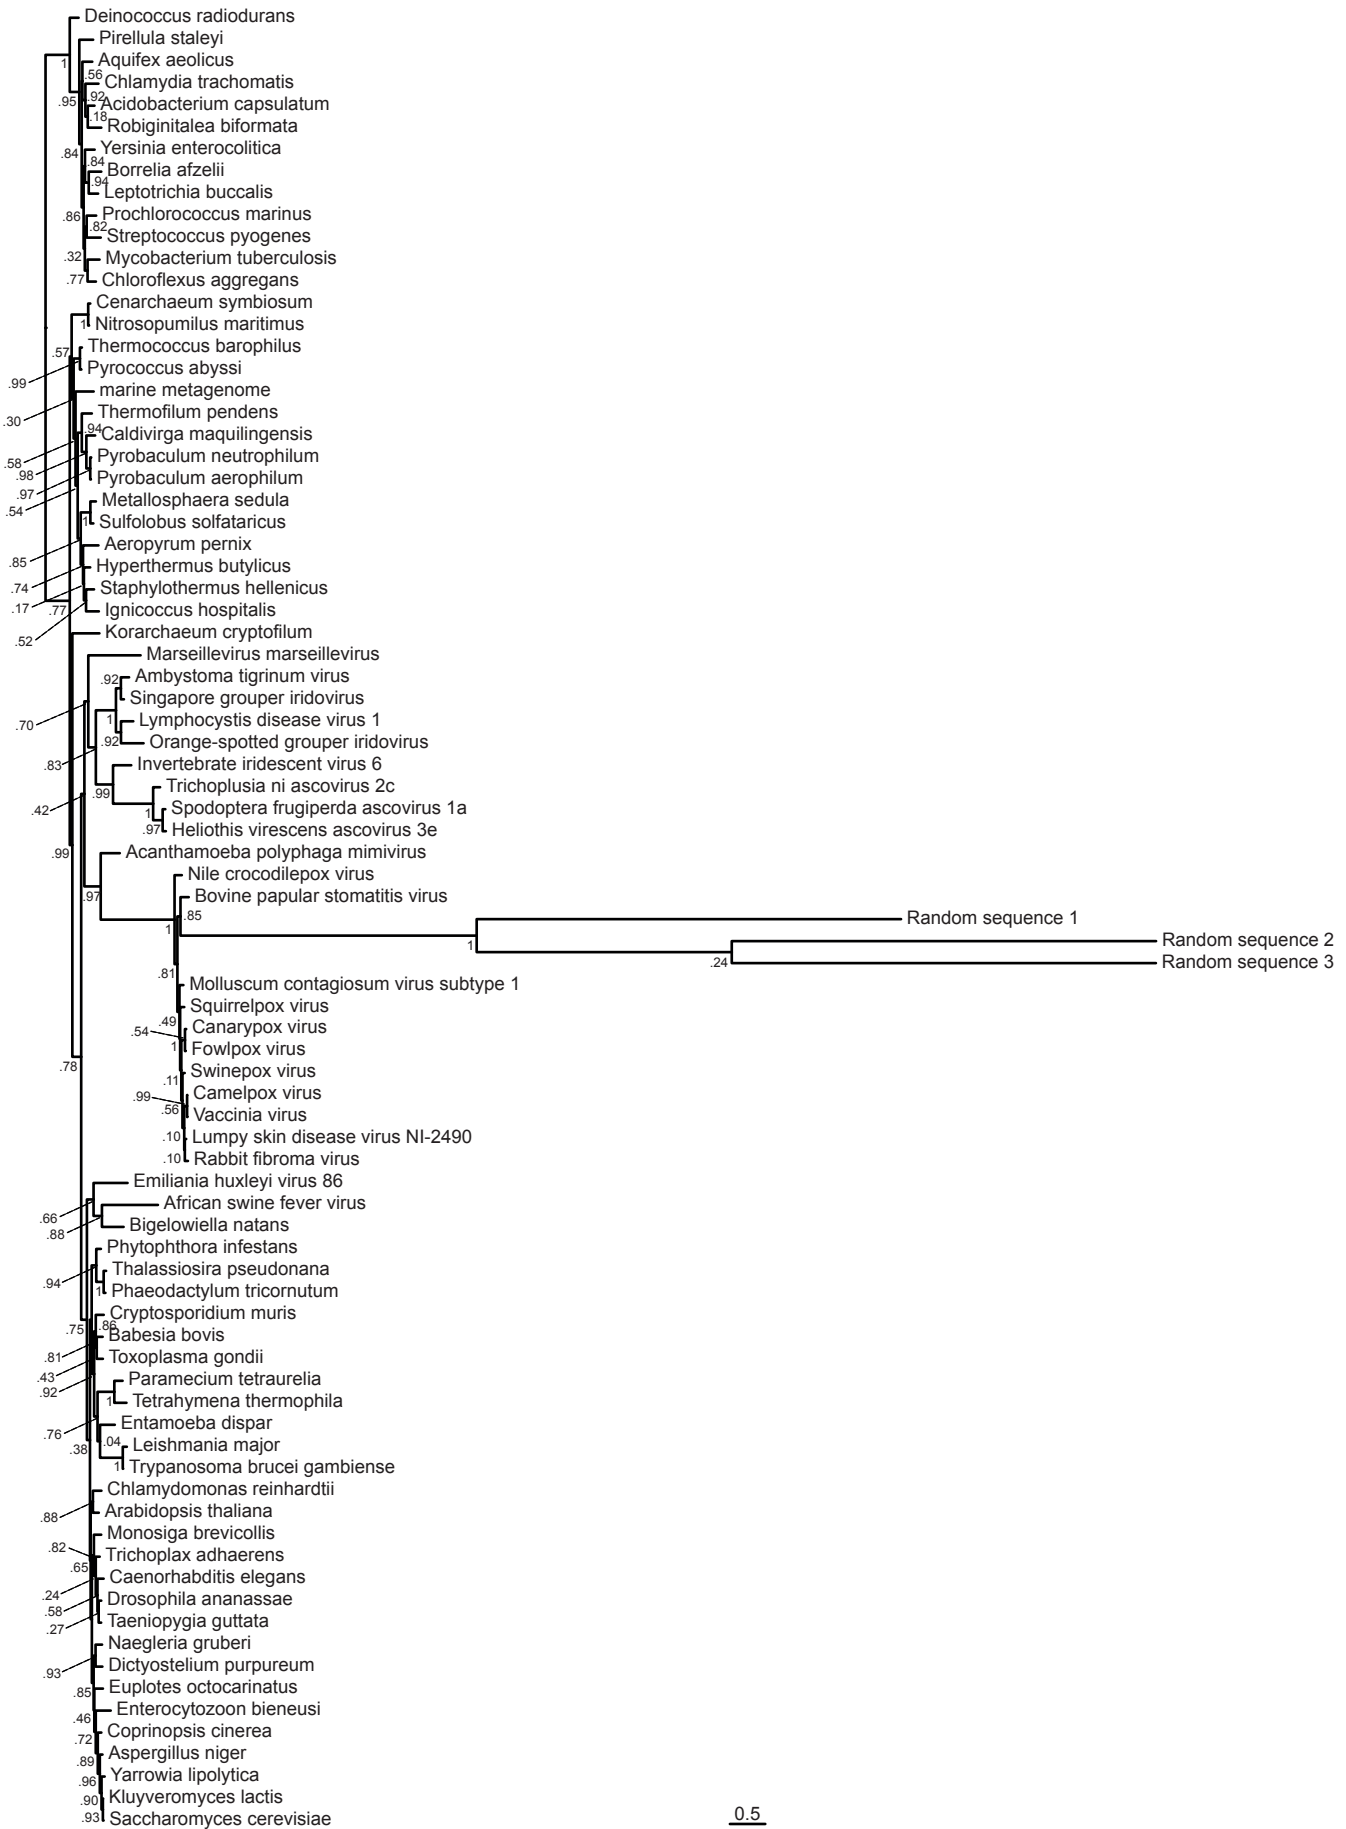 Deinococcus radiodurans
Pirellula staleyi
1
Aquifex aeolicus
.56
Chlamydia trachomatis
.95
.92
Acidobacterium capsulatum
.18
Robiginitalea biformata
Yersinia enterocolitica
.84
.84
Borrelia afzelii
.94
Leptotrichia buccalis
Prochlorococcus marinus
.86
.82
Streptococcus pyogenes
.32
Mycobacterium tuberculosis
.77
Chloroflexus aggregans
Cenarchaeum symbiosum
1
Nitrosopumilus maritimus
.57
Thermococcus barophilus
Pyrococcus abyssi
.99
marine metagenome
Thermofilum pendens
.30
.94
Caldivirga maquilingensis
Pyrobaculum neutrophilum
.58
.98
Pyrobaculum aerophilum
.97
Metallosphaera sedula
.54
1
Sulfolobus solfataricus
Aeropyrum pernix
.85
Hyperthermus butylicus
.74
Staphylothermus hellenicus
.17
.77
Ignicoccus hospitalis
.52
Korarchaeum cryptofilum
Marseillevirus marseillevirus
.92
Ambystoma tigrinum virus
Singapore grouper iridovirus
.70
1
Lymphocystis disease virus 1
.92
Orange-spotted grouper iridovirus
.83
Invertebrate iridescent virus 6
.99
Trichoplusia ni ascovirus 2c
.42
1
Spodoptera frugiperda ascovirus 1a
.97
Heliothis virescens ascovirus 3e
.99
Acanthamoeba polyphaga mimivirus
Nile crocodilepox virus
.97
Bovine papular stomatitis virus
.85
1
Random sequence 1
1
Random sequence 2
.24
Random sequence 3
.81
Molluscum contagiosum virus subtype 1
Squirrelpox virus
.49
.54
Canarypox virus
1
Fowlpox virus
.78
.11
Swinepox virus
.99
Camelpox virus
.56
Vaccinia virus
.10
Lumpy skin disease virus NI-2490
.10
Rabbit fibroma virus
Emiliania huxleyi virus 86
African swine fever virus
.66
.88
Bigelowiella natans
Phytophthora infestans
Thalassiosira pseudonana
.94
1
Phaeodactylum tricornutum
Cryptosporidium muris
.75
.86
Babesia bovis
.81
Toxoplasma gondii
.43
.92
Paramecium tetraurelia
1
Tetrahymena thermophila
Entamoeba dispar
.76
.38
.04
Leishmania major
1
Trypanosoma brucei gambiense
Chlamydomonas reinhardtii
.88
Arabidopsis thaliana
Monosiga brevicollis
.82
Trichoplax adhaerens
.65
Caenorhabditis elegans
.24
Drosophila ananassae
.58
.27
Taeniopygia guttata
Naegleria gruberi
.93
Dictyostelium purpureum
.85
Euplotes octocarinatus
Enterocytozoon bieneusi
.46
Coprinopsis cinerea
.72
Aspergillus niger
.89
Yarrowia lipolytica
.96
Kluyveromyces lactis
.90
Saccharomyces cerevisiae
.93
0.5